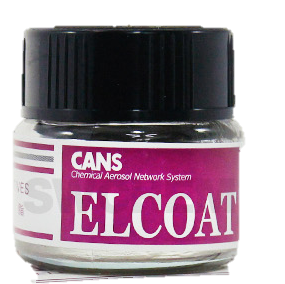 CANS
Chemical Aerosol Network System
ELCOAT